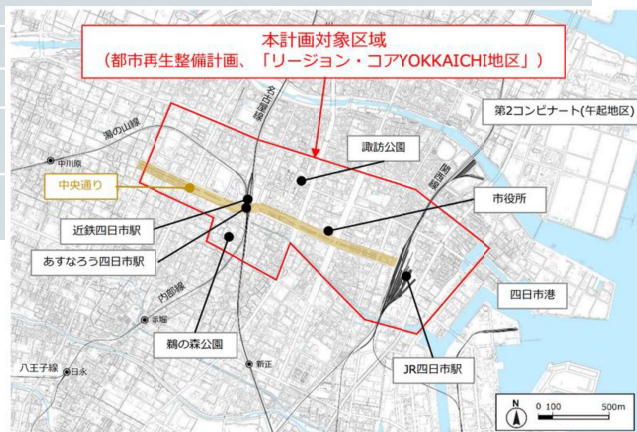 本計画対象区域
（都市再生整備計画、「リージョン・コアYOKKAICHI地区」）
名古屋線
第2コンビナート(午起地区)
湯の山線
中川原
諏訪公園
関西線
中央通り
市役所
近鉄四日市駅
あすなろう四日市駅
内部線
四日市港
赤堀
鵜の森公園
新正
JR四日市駅
八王子線
日永
N
0 100 500m